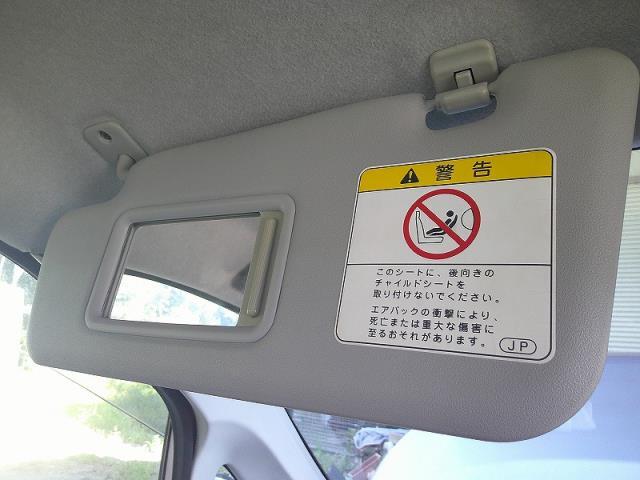 警告
このシートに、後向きの
チャイルドシートを
取り付けないでください。
エアバックの衝撃により、
死亡または重大な傷害に
至るおそれがあります。
JP